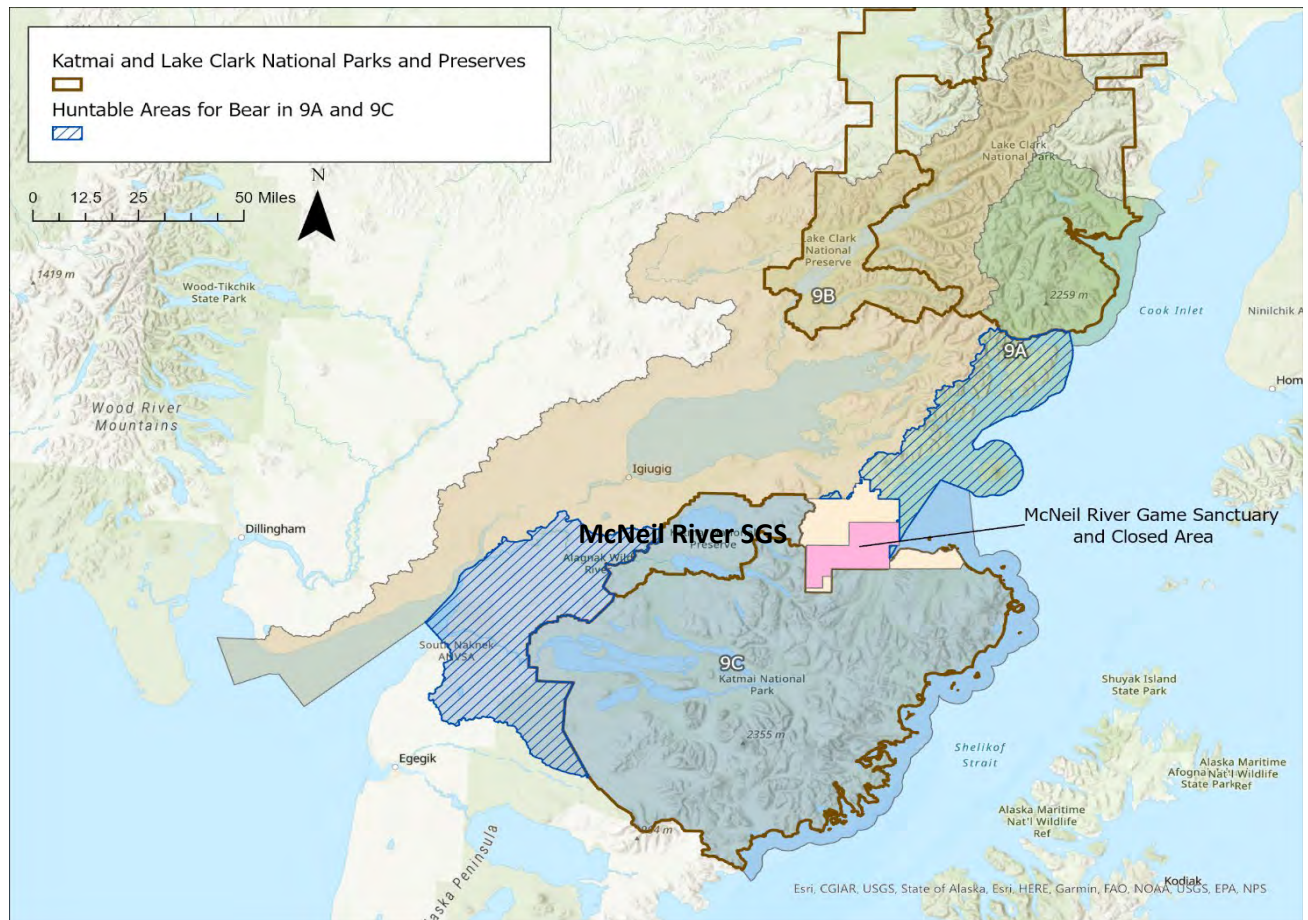 Katmai and Lake Clark National Parks and Preserves
Huntable Areas for Bear in 9A and 9C
0 12.5 25 50 Miles
N
Lake Clark
National Park
1419 m
Wood-Tikchik
State Park
Lake Clark
National
Preserve
9B
2259 m
Cook Inlet
Ninilchik
9A
Hom
Wood River
Mountains
Igiugig
McNeil River Game Sanctuary
and Closed Area
Dillingham
McNeil River SGS
Preserve
Alagnak Wild
River
South Naknek
ANVSA
9C
Katmai National
Park
Shuyak Island
State Park
2355 m
Shelikof
Strait
Egegik
Alaska Maritime
Nat'l Wildlife
Ref
Afogna
State Park
Alaska Maritime
Nat'l Wildlife
Ref
Alaska Peninsula
Kodiak
Esri, CGIAR, USGS, State of Alaska, Esri, HERE, Garmin, FAO, NOAA, USGS, EPA, NPS